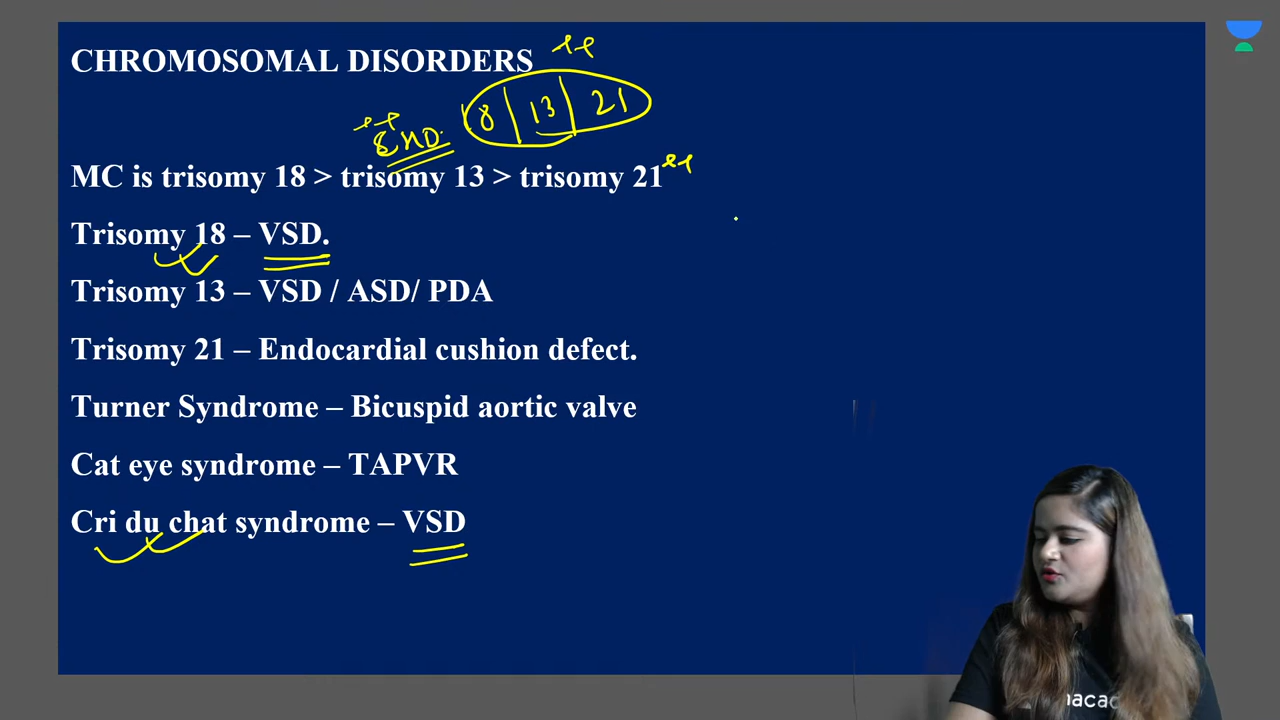 CHROMOSOMAL DISORDERS
8 | 13 | 21
MC is trisomy 18 > trisomy 13 > trisomy 21
Trisomy 18 – VSD.
Trisomy 13 – VSD / ASD/ PDA
Trisomy 21 – Endocardial cushion defect.
Turner Syndrome – Bicuspid aortic valve
Cat eye syndrome – TAPVR
Cri du chat syndrome – VSD
nacad